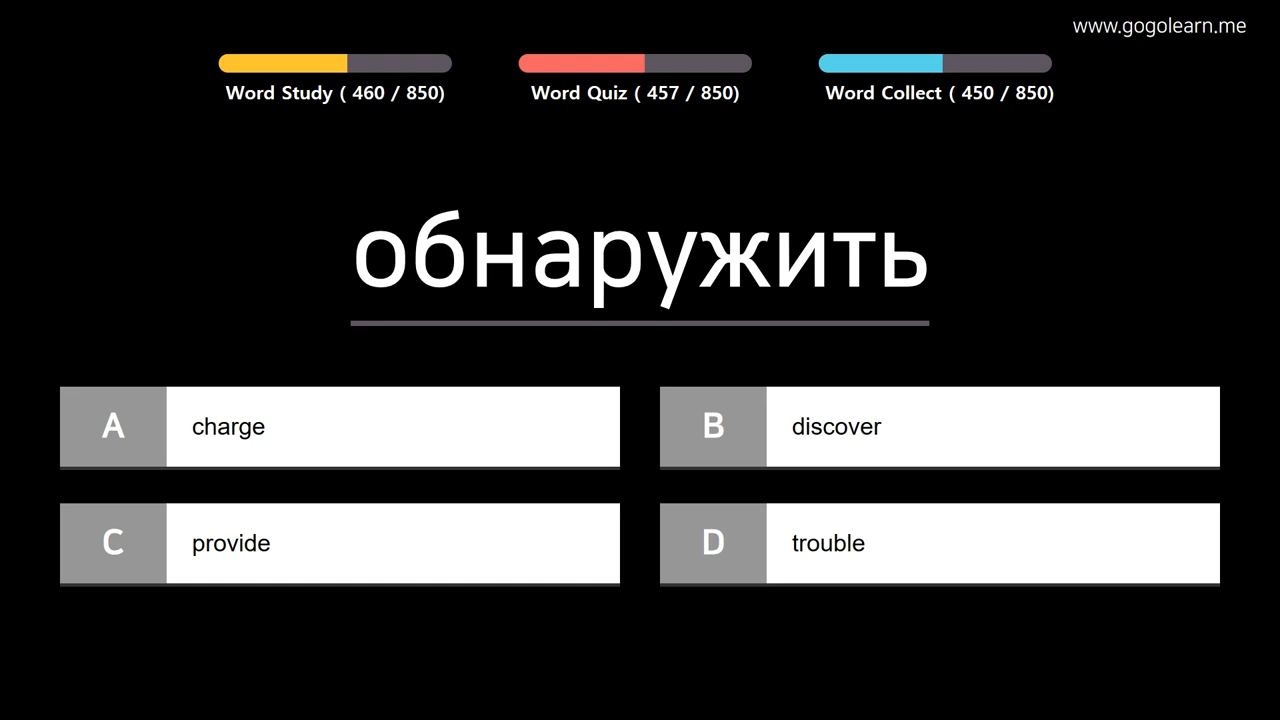 www.gogolearn.me
Word Study ( 460 / 850)
Word Quiz ( 457 / 850)
Word Collect ( 450 / 850)
обнаружить
A charge
B discover
C provide
D trouble